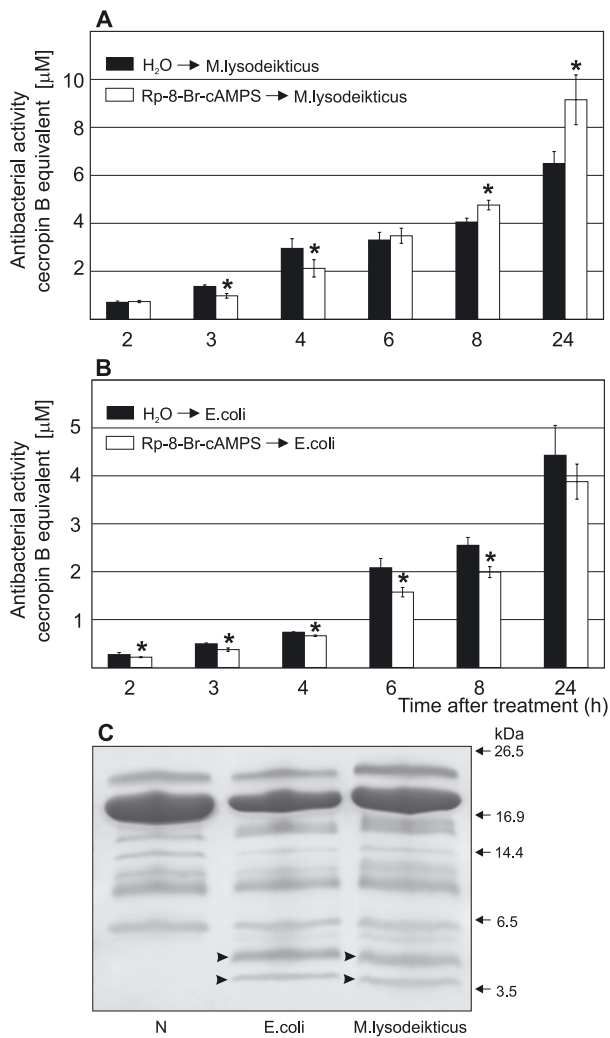 A
H₂O → M.lysodeikticus
Rp-8-Br-cAMPS → M.lysodeikticus
Antibacterial activity
cecropin B equivalent [μM]
10
8
6
4
2
* * * *
2 3 4 6 8 24
B
H₂O → E.coli
Rp-8-Br-cAMPS → E.coli
Antibacterial activity
cecropin B equivalent [μM]
5
4
3
2
1
* * * * *
2 3 4 6 8 24
Time after treatment (h)
C
kDa
26.5
16.9
14.4
6.5
3.5
N E.coli M.lysodeikticus